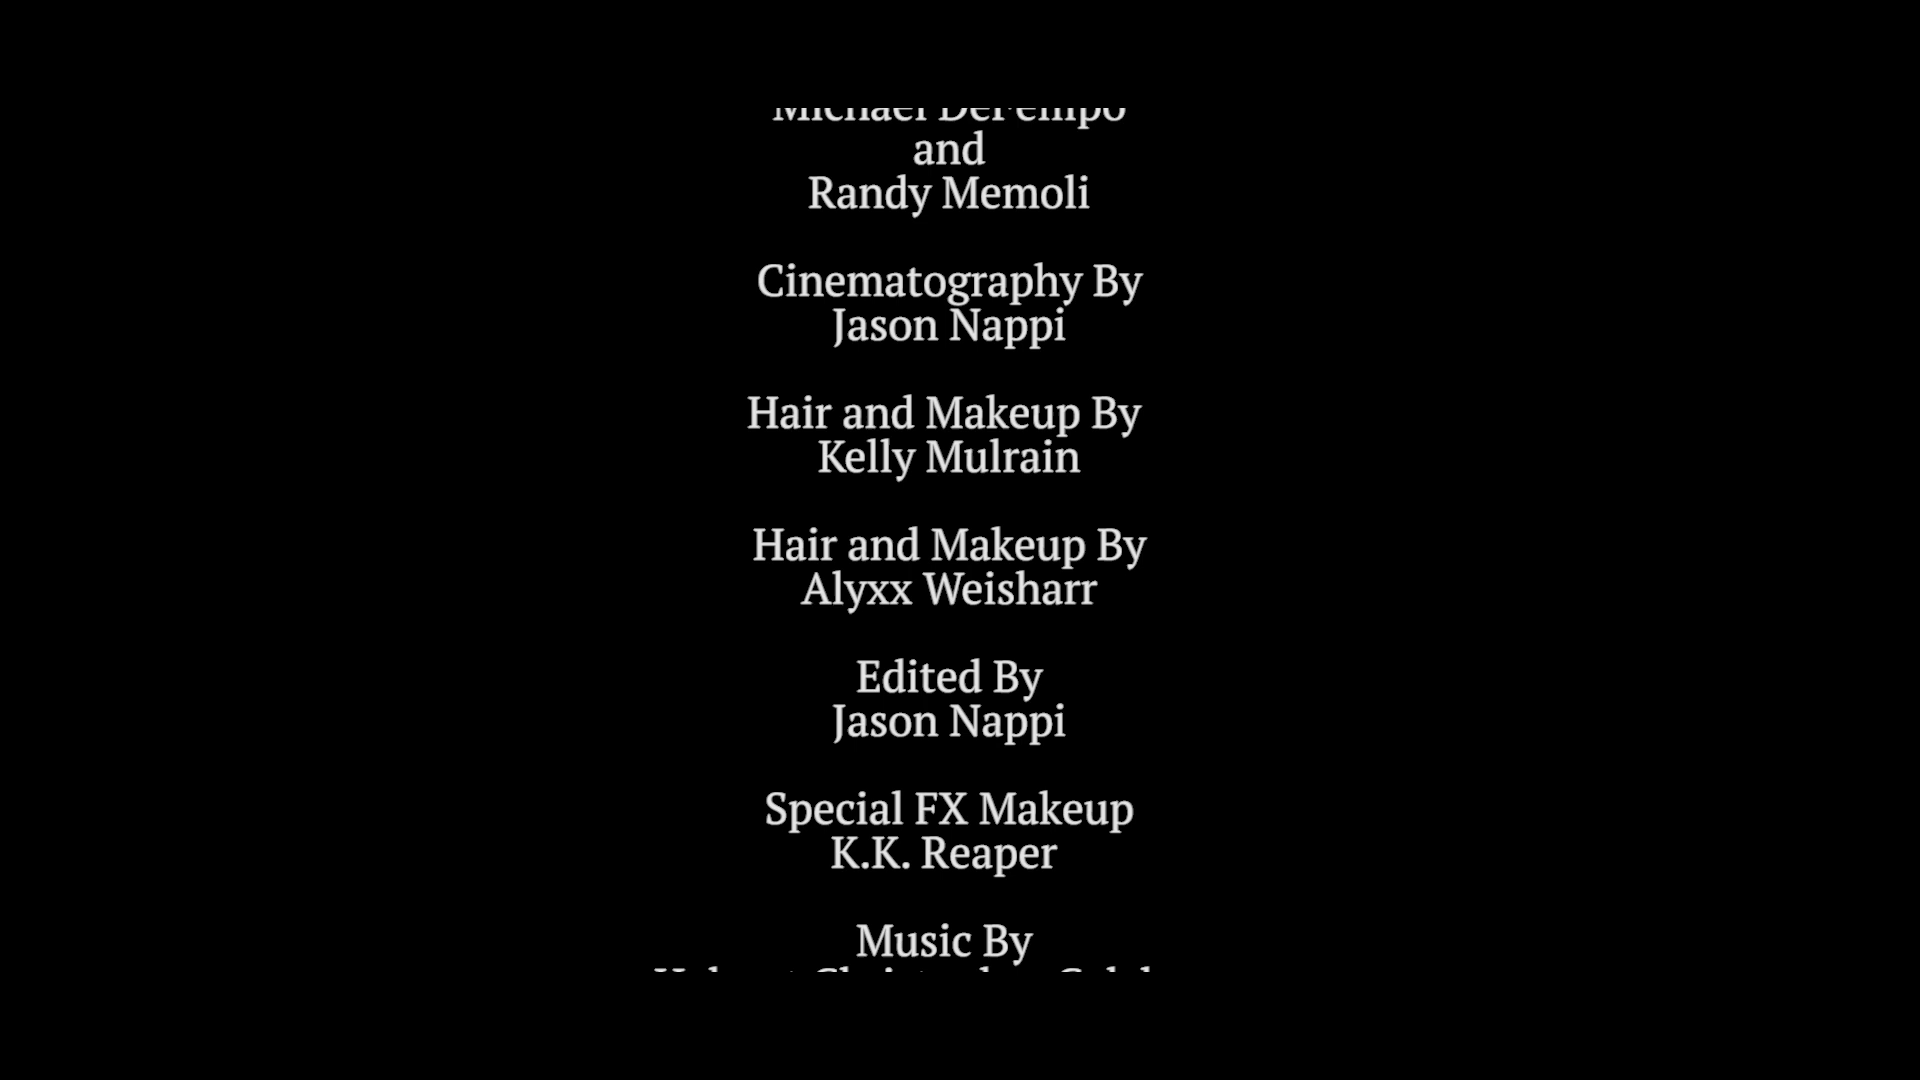 Michael
and
Randy Memoli
Cinematography By
Jason Nappi
Hair and Makeup By
Kelly Mulrain
Hair and Makeup By
Alyxx Weisharr
Edited By
Jason Nappi
Special FX Makeup
K.K. Reaper
Music By